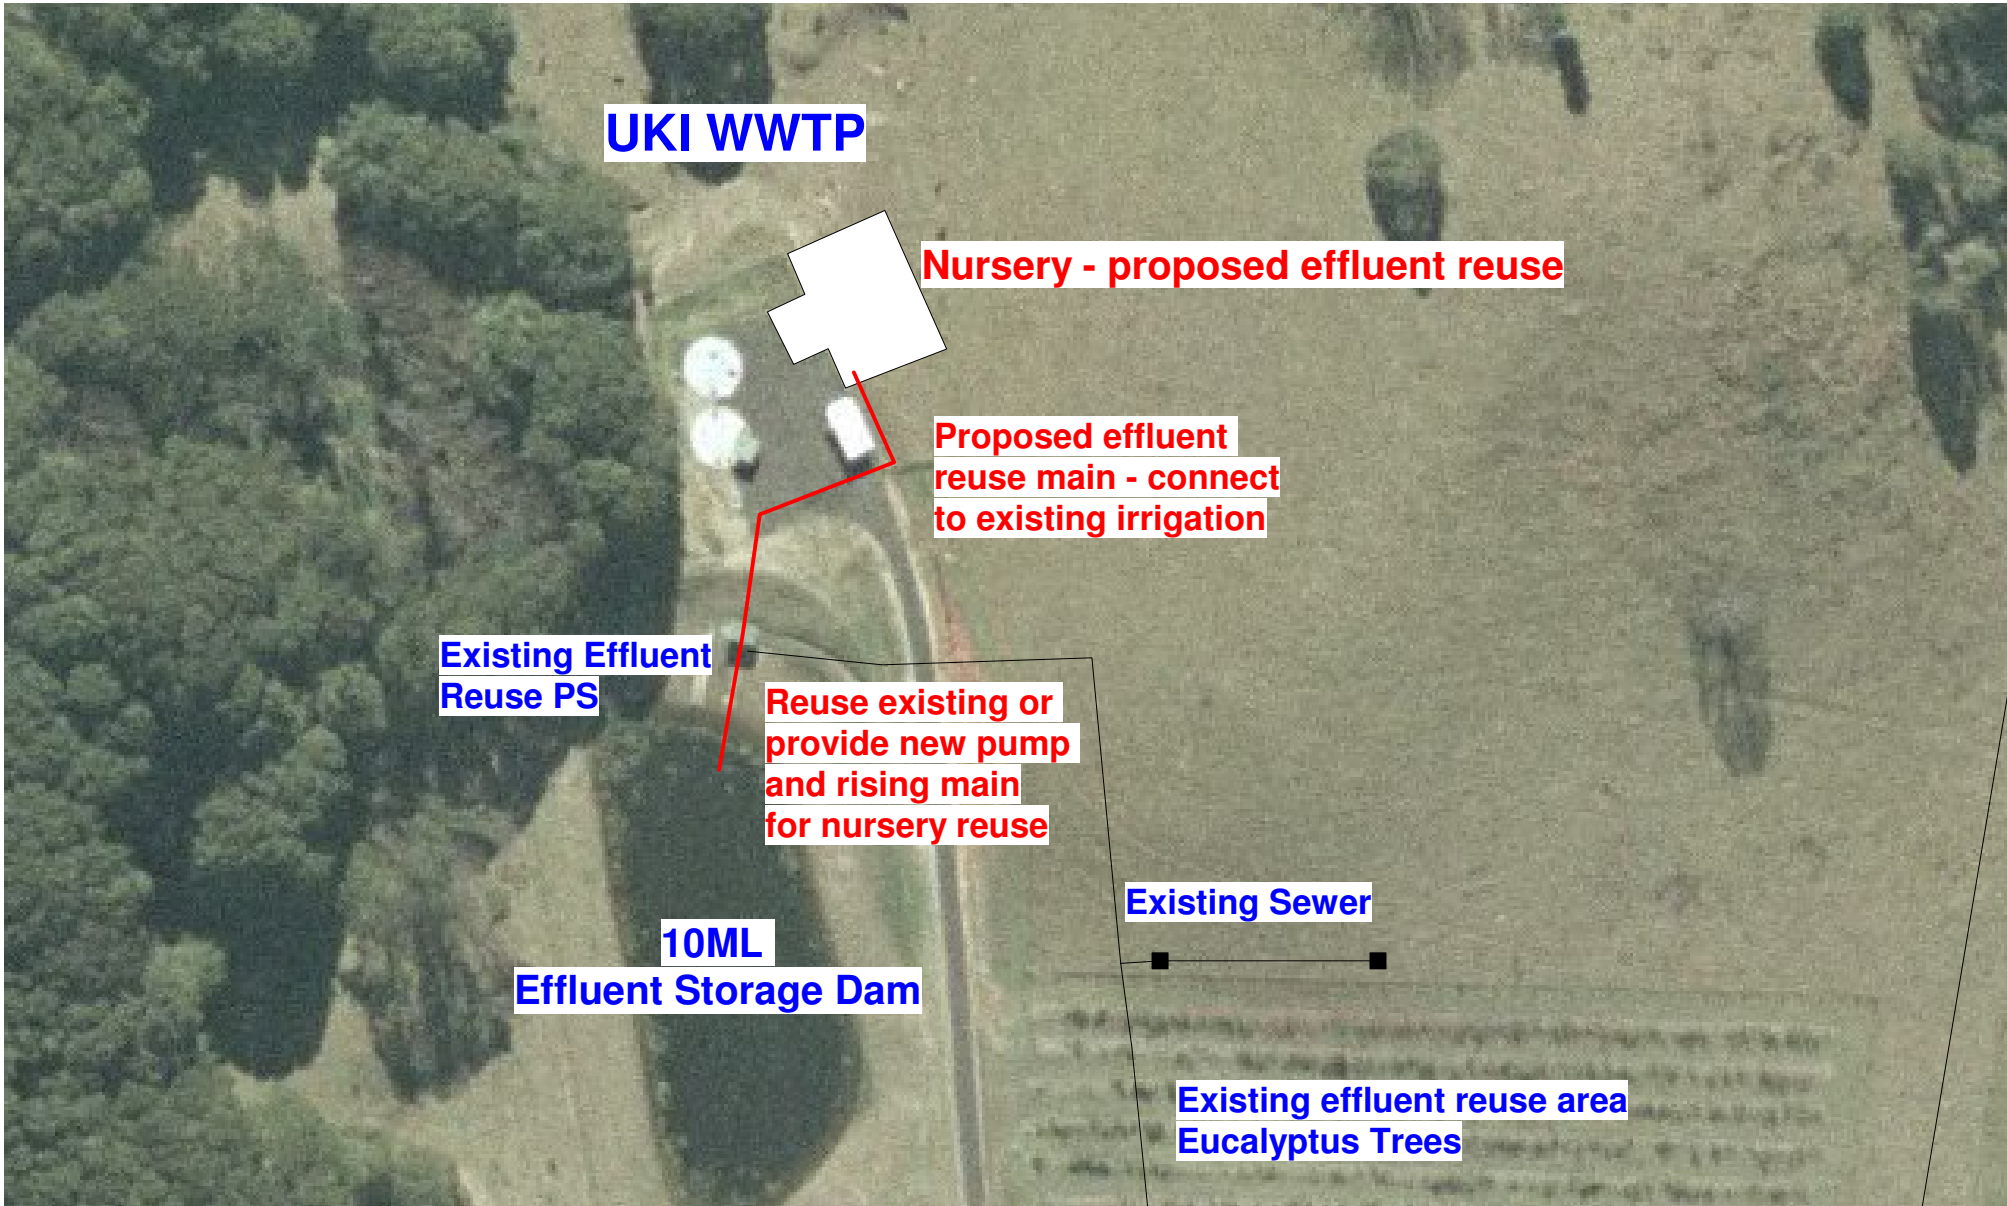 UKI WWTP
Nursery - proposed effluent reuse
Proposed effluent
reuse main - connect
to existing irrigation
Existing Effluent
Reuse PS
Reuse existing or
provide new pump
and rising main
for nursery reuse
Existing Sewer
10ML
Effluent Storage Dam
Existing effluent reuse area
Eucalyptus Trees